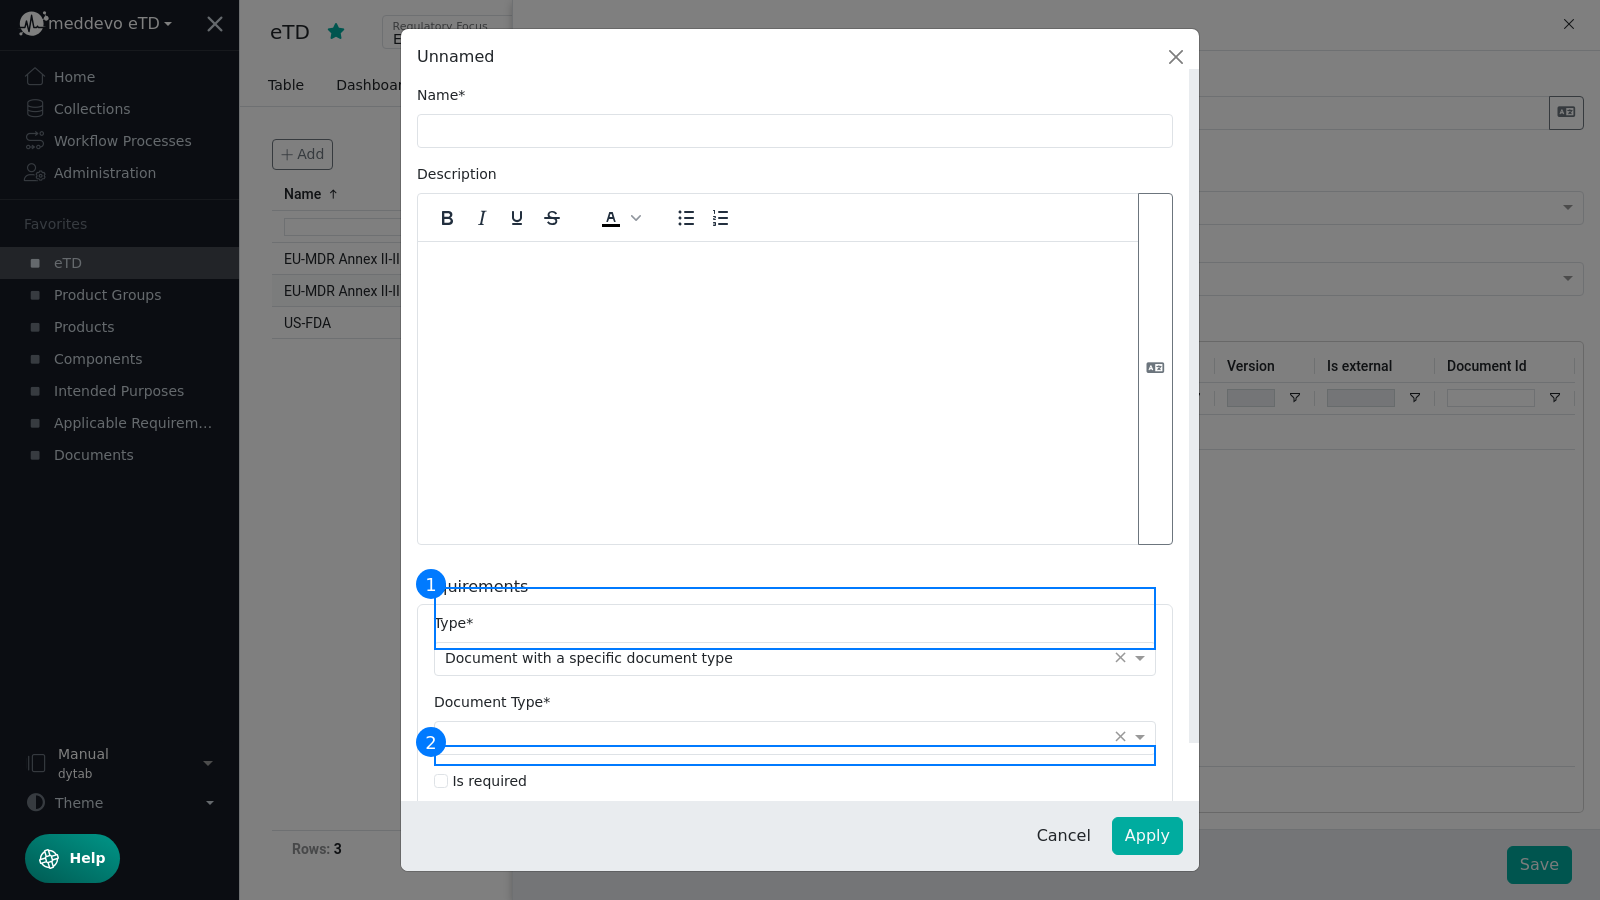 meddevo eTD
Home
Collections
Workflow Processes
Administration
Favorites
eTD
Product Groups
Products
Components
Intended Purposes
Applicable Requirem...
Documents
Manual
dytab
Theme
Help
eTD
Regulatory Focus
E
Table
Dashboar
+ Add
Name
EU-MDR Annex II-II
EU-MDR Annex II-II
US-FDA
Rows: 3
Unnamed
Name*
Description
B I U S A
1
quirements
Type*
Document with a specific document type
Document Type*
2
Is required
Cancel
Apply
Version
Is external
Document Id
Save